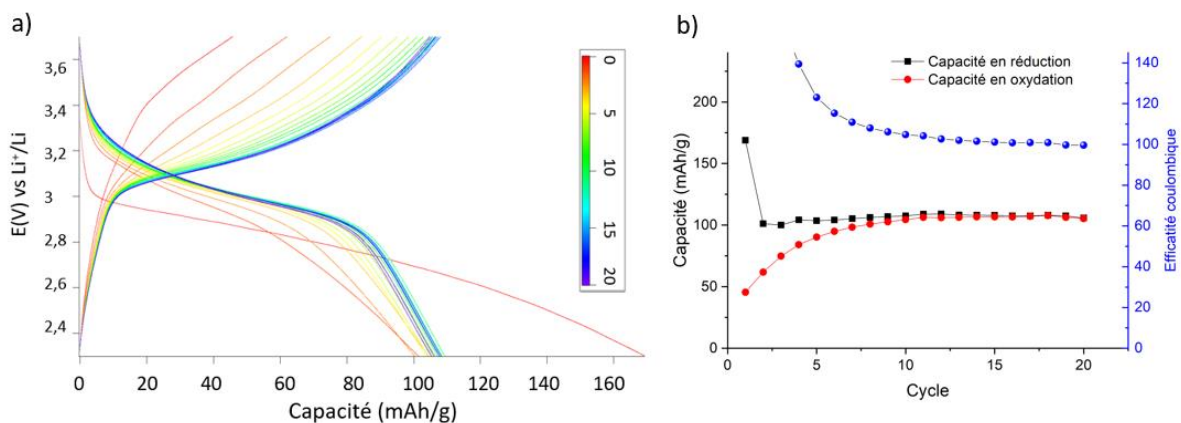 a)
3,6
3,4
3,2
3
2,8
2,6
2,4
E(V) vs Li⁺/Li
0
5
10
15
20
0 20 40 60 80 100 120 140 160
Capacité (mAh/g)
b)
Capacité en réduction
Capacité en oxydation
200
150
100
50
0
Capacité (mAh/g)
140
120
100
80
60
40
20
0
Efficatité coulombique
0 5 10 15 20
Cycle